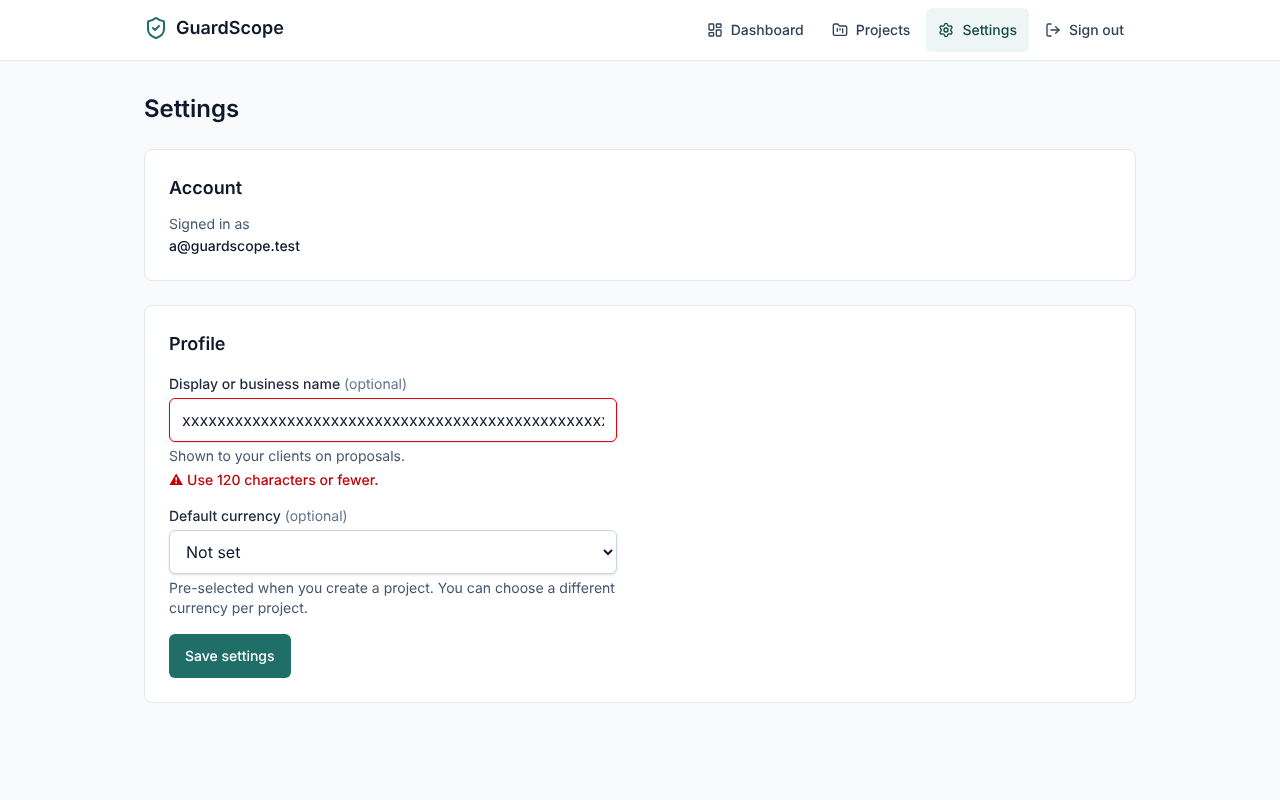 GuardScope
Dashboard
Projects
Settings
Sign out
Settings
Account
Signed in as
a@guardscope.test
Profile
Display or business name (optional)
xxxxxxxxxxxxxxxxxxxxxxxxxxxxxxxxxxxxxxxxxxxxxxxx
Shown to your clients on proposals.
Use 120 characters or fewer.
Default currency (optional)
Not set
Pre-selected when you create a project. You can choose a different
currency per project.
Save settings